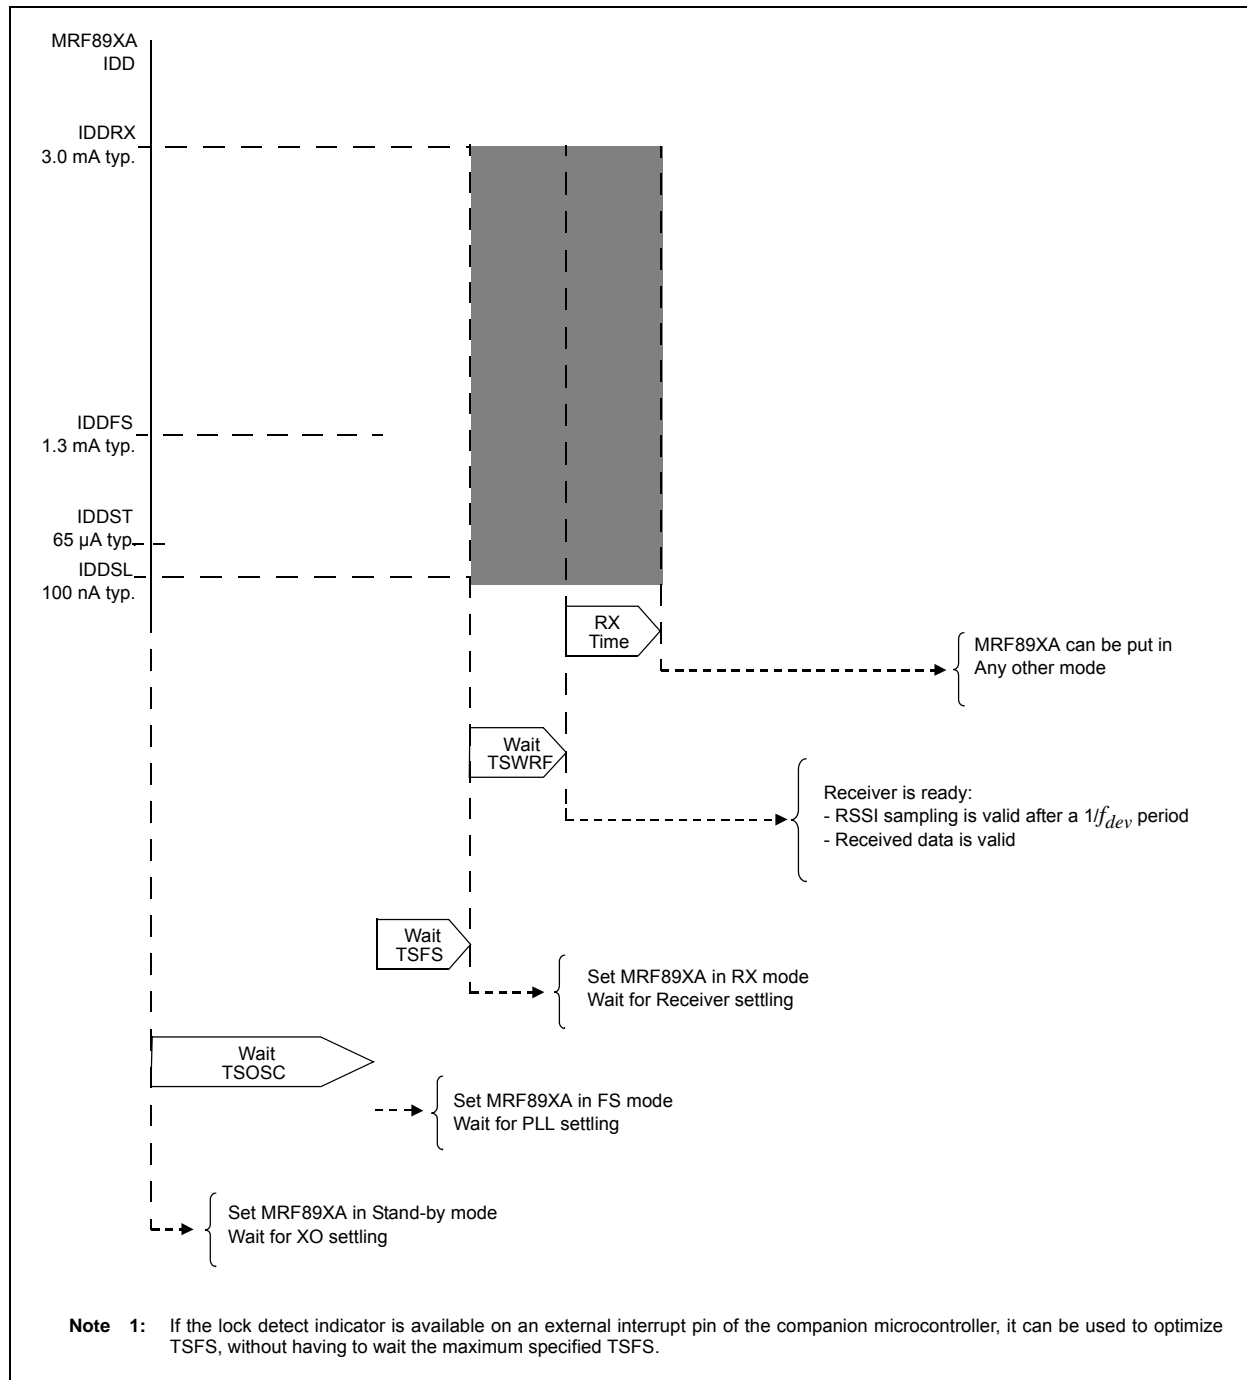 MRF89XA
IDD
IDDRX
3.0 mA typ.
IDDFS
1.3 mA typ.
IDDST
65 µA typ.
IDDSL
100 nA typ.
RX
Time
MRF89XA can be put in
Any other mode
Wait
TSWRF
Receiver is ready:
- RSSI sampling is valid after a 1/fdev period
- Received data is valid
Wait
TSFS
Set MRF89XA in RX mode
Wait for Receiver settling
Wait
TSOSC
Set MRF89XA in FS mode
Wait for PLL settling
Set MRF89XA in Stand-by mode
Wait for XO settling
Note 1: If the lock detect indicator is available on an external interrupt pin of the companion microcontroller, it can be used to optimize
TSFS, without having to wait the maximum specified TSFS.